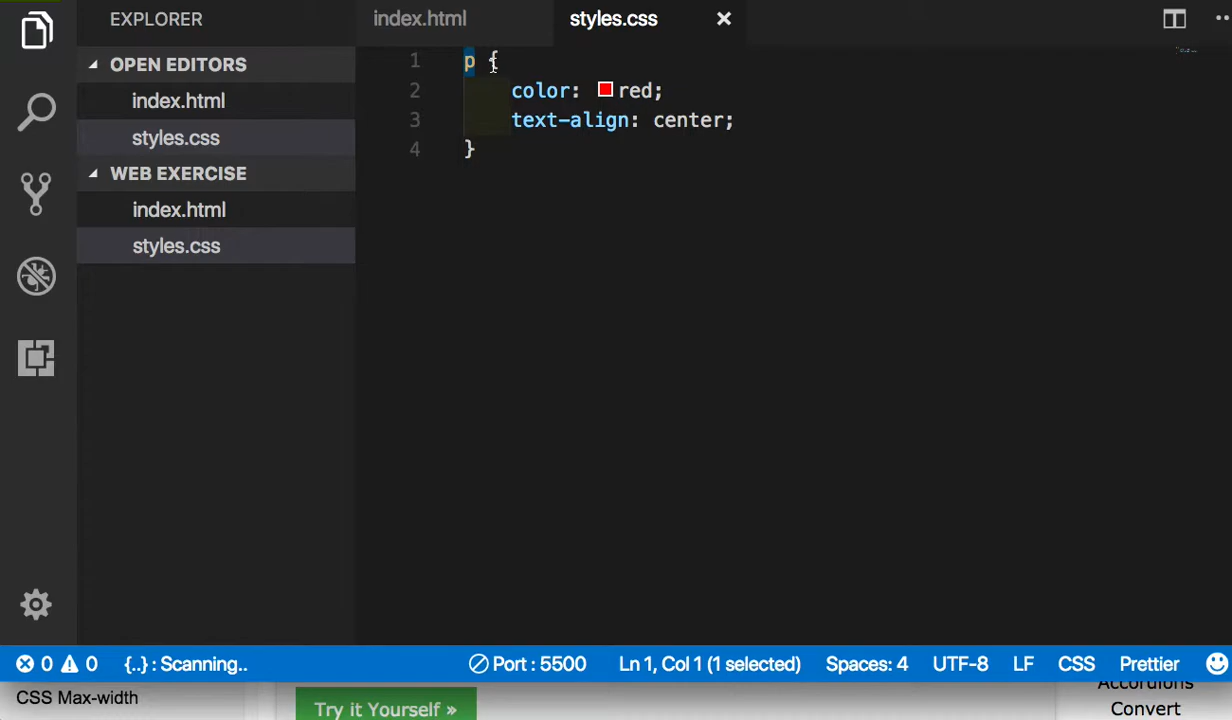 EXPLORER
index.html
styles.css
OPEN EDITORS
index.html
styles.css
WEB EXERCISE
index.html
styles.css
1 p {
2 color: red;
3 text-align: center;
4 }
0 0 {..} : Scanning.. Port : 5500 Ln 1, Col 1 (1 selected) Spaces: 4 UTF-8 LF CSS Prettier
CSS Max-width
Try it Yourself »
Accordions
Convert